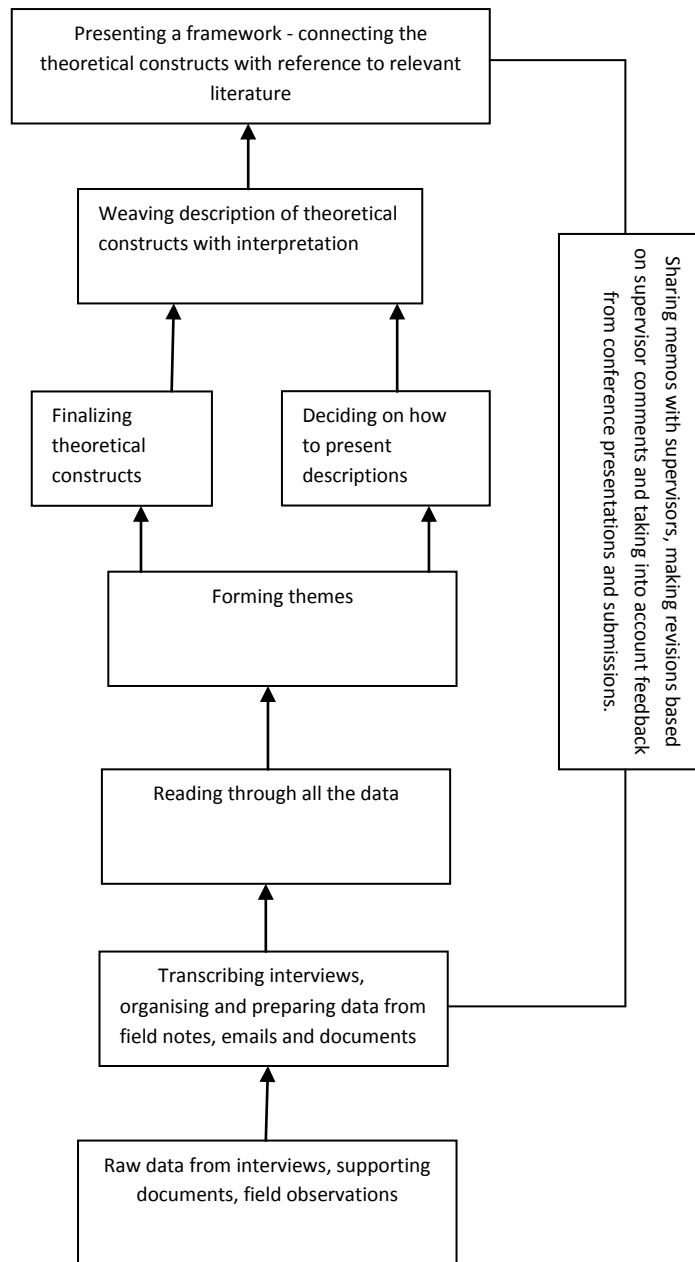 Presenting a framework - connecting the
theoretical constructs with reference to relevant
literature
Weaving description of theoretical
constructs with interpretation
Finalizing
theoretical
constructs
Deciding on how
to present
descriptions
Forming themes
Reading through all the data
Transcribing interviews,
organising and preparing data from
field notes, emails and documents
Raw data from interviews, supporting
documents, field observations
Sharing memos with supervisors, making revisions based
on supervisor comments and taking into account feedback
from conference presentations and submissions.